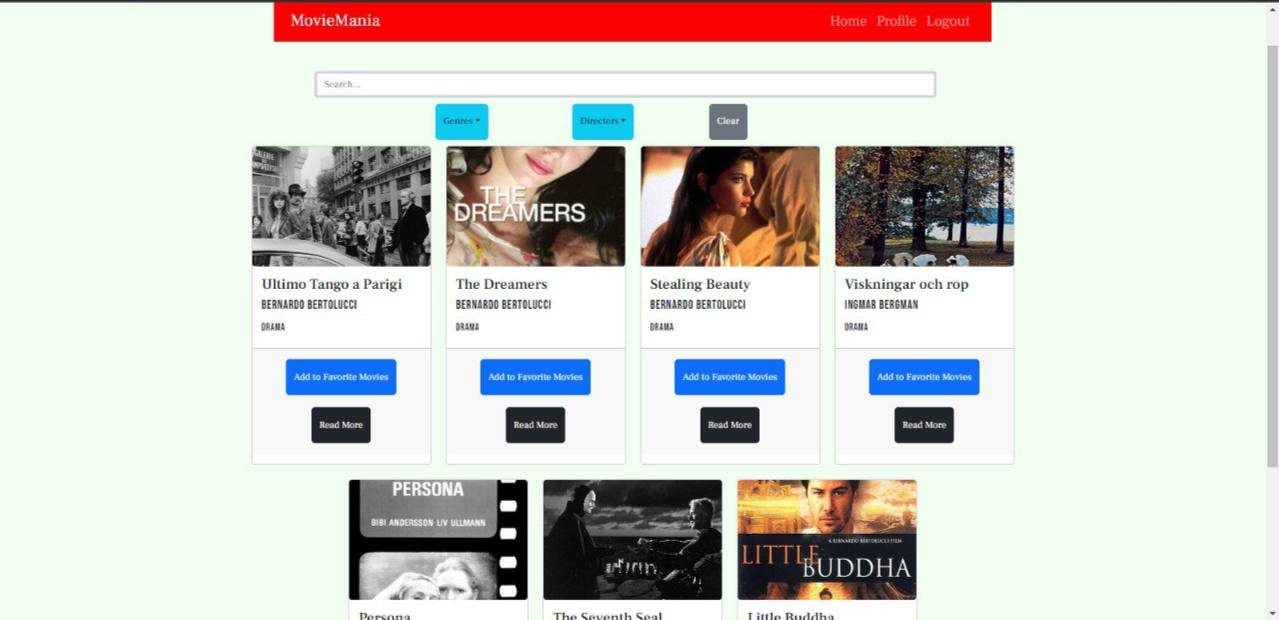 MovieMania
Home Profile Logout
Search...
Genres Directors Clear
THE
DREAMERS
Ultimo Tango a Parigi
BERNARDO BERTOLUCCI
DRAMA
Add to Favorite Movies
Read More
The Dreamers
BERNARDO BERTOLUCCI
DRAMA
Add to Favorite Movies
Read More
Stealing Beauty
BERNARDO BERTOLUCCI
DRAMA
Add to Favorite Movies
Read More
Viskningar och rop
INGMAR BERGMAN
DRAMA
Add to Favorite Movies
Read More
PERSONA
BIBI ANDERSSON · LIV ULLMANN
Persona
The Seventh Seal
A BERNARDO BERTOLUCCI FILM
LITTLE
BUDDHA
Little Buddha